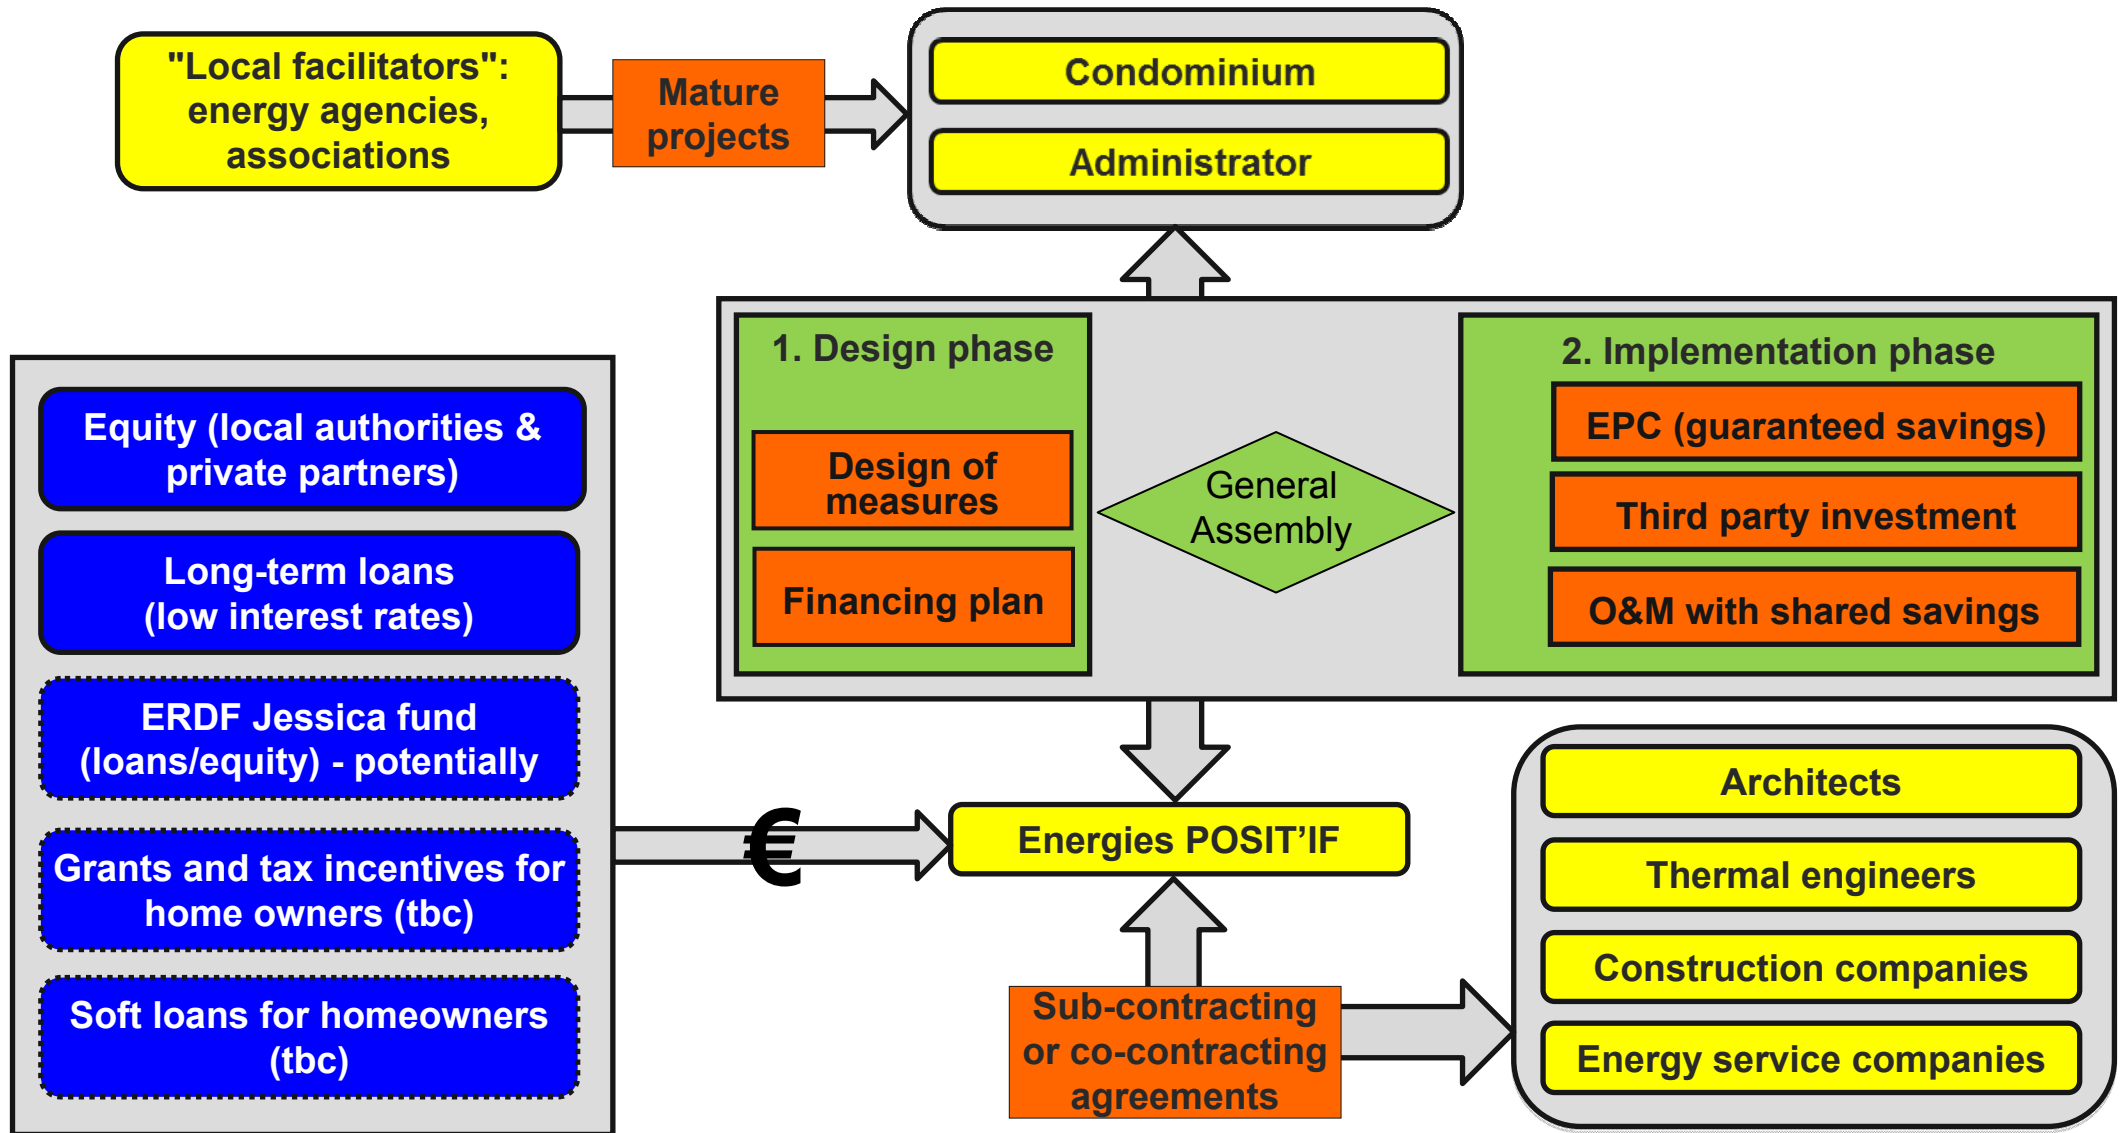 "Local facilitators":
energy agencies,
associations
Mature
projects
Condominium
Administrator
1. Design phase
Design of
measures
Financing plan
General
Assembly
2. Implementation phase
EPC (guaranteed savings)
Third party investment
O&M with shared savings
Equity (local authorities &
private partners)
Long-term loans
(low interest rates)
ERDF Jessica fund
(loans/equity) - potentially
Grants and tax incentives for
home owners (tbc)
Soft loans for homeowners
(tbc)
€
Energies POSIT’IF
Sub-contracting
or co-contracting
agreements
Architects
Thermal engineers
Construction companies
Energy service companies